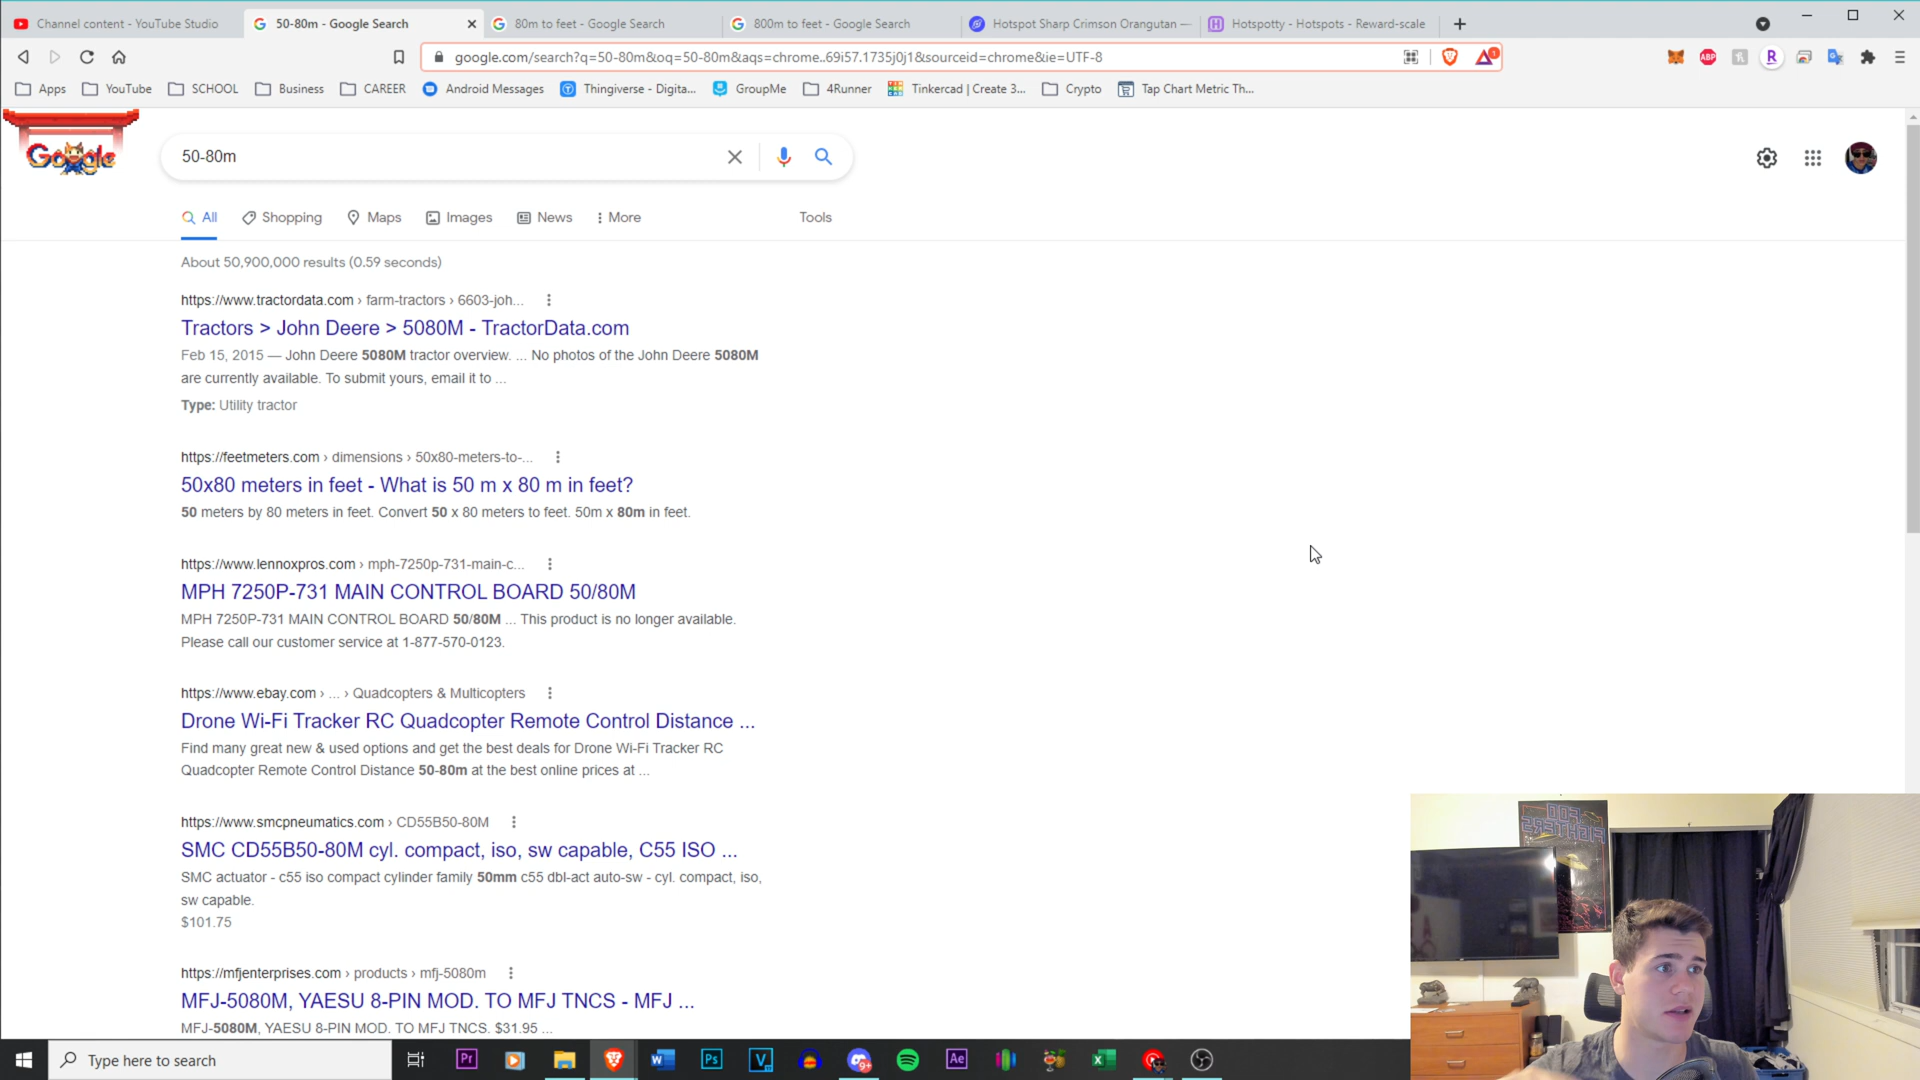 Channel content - YouTube Studio
50-80m - Google Search
80m to feet - Google Search
800m to feet - Google Search
Hotspot Sharp Crimson Orangutan —
Hotspotty - Hotspots - Reward-scale
google.com/search?q=50-80m&oq=50-80m&aqs=chrome..69i57.1735j0j1&sourceid=chrome&ie=UTF-8
1
ABP
R
Apps
YouTube
SCHOOL
Business
CAREER
Android Messages
Thingiverse - Digita...
GroupMe
4Runner
Tinkercad | Create 3...
Crypto
Tap Chart Metric Th...
Google
50-80m
All
Shopping
Maps
Images
News
More
Tools
About 50,900,000 results (0.59 seconds)
https://www.tractordata.com › farm-tractors › 6603-joh...
Tractors > John Deere > 5080M - TractorData.com
Feb 15, 2015 — John Deere 5080M tractor overview. ... No photos of the John Deere 5080M
are currently available. To submit yours, email it to ...
Type: Utility tractor
https://feetmeters.com › dimensions › 50x80-meters-to-...
50x80 meters in feet - What is 50 m x 80 m in feet?
50 meters by 80 meters in feet. Convert 50 x 80 meters to feet. 50m x 80m in feet.
https://www.lennoxpros.com › mph-7250p-731-main-c...
MPH 7250P-731 MAIN CONTROL BOARD 50/80M
MPH 7250P-731 MAIN CONTROL BOARD 50/80M ... This product is no longer available.
Please call our customer service at 1-877-570-0123.
https://www.ebay.com › ... › Quadcopters & Multicopters
Drone Wi-Fi Tracker RC Quadcopter Remote Control Distance ...
Find many great new & used options and get the best deals for Drone Wi-Fi Tracker RC
Quadcopter Remote Control Distance 50-80m at the best online prices at ...
https://www.smcpneumatics.com › CD55B50-80M
SMC CD55B50-80M cyl. compact, iso, sw capable, C55 ISO ...
SMC actuator - c55 iso compact cylinder family 50mm c55 dbl-act auto-sw - cyl. compact, iso,
sw capable.
$101.75
https://mfjenterprises.com › products › mfj-5080m
MFJ-5080M, YAESU 8-PIN MOD. TO MFJ TNCS - MFJ ...
MFJ-5080M, YAESU 8-PIN MOD. TO MFJ TNCS. $31.95 ...
FOO
FIGHTERS
Type here to search
Pr
W
Ps
V
9+
Ae
X